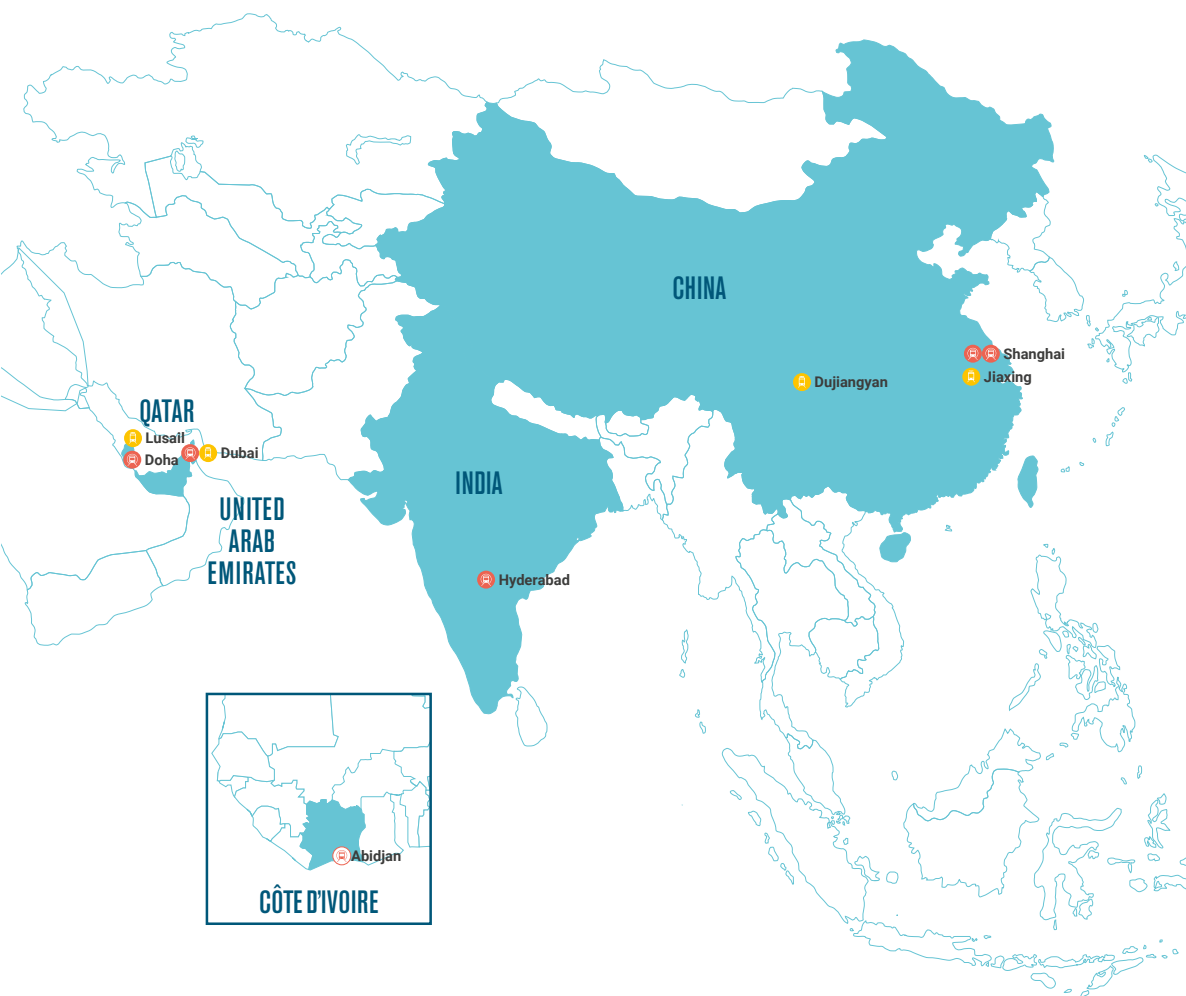 CHINA
Shanghai
Jiaxing
Dujiangyan
QATAR
Lusail
Doha
Dubai
UNITED
ARAB
EMIRATES
INDIA
Hyderabad
Abidjan
CÔTE D'IVOIRE